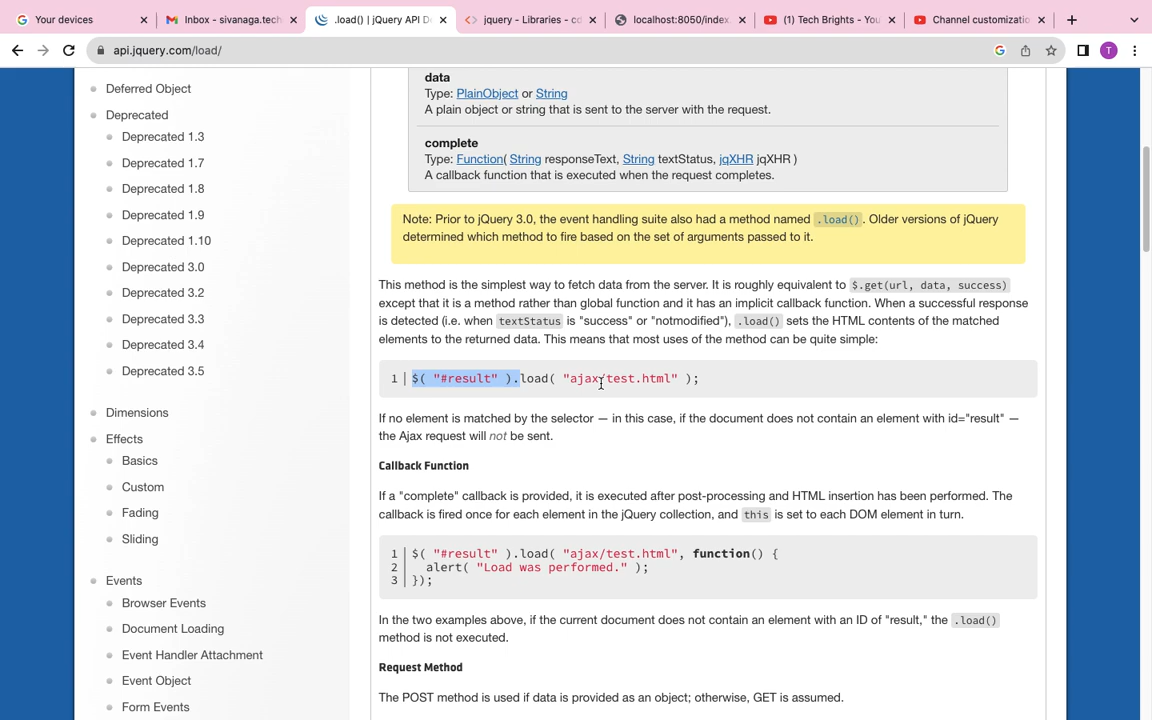 Your devices
Inbox - sivanaga.tech
.load() | jQuery API Do
jquery - Libraries - cd
localhost:8050/index.
(1) Tech Brights - You
Channel customizatio
api.jquery.com/load/
T
Deferred Object
Deprecated
Deprecated 1.3
Deprecated 1.7
Deprecated 1.8
Deprecated 1.9
Deprecated 1.10
Deprecated 3.0
Deprecated 3.2
Deprecated 3.3
Deprecated 3.4
Deprecated 3.5
Dimensions
Effects
Basics
Custom
Fading
Sliding
Events
Browser Events
Document Loading
Event Handler Attachment
Event Object
Form Events
data
Type: PlainObject or String
A plain object or string that is sent to the server with the request.
complete
Type: Function( String responseText, String textStatus, jqXHR jqXHR )
A callback function that is executed when the request completes.
Note: Prior to jQuery 3.0, the event handling suite also had a method named .load(). Older versions of jQuery
determined which method to fire based on the set of arguments passed to it.
This method is the simplest way to fetch data from the server. It is roughly equivalent to $.get(url, data, success)
except that it is a method rather than global function and it has an implicit callback function. When a successful response
is detected (i.e. when textStatus is "success" or "notmodified"), .load() sets the HTML contents of the matched
elements to the returned data. This means that most uses of the method can be quite simple:
1 $( "#result" ).load( "ajax/test.html" );
If no element is matched by the selector — in this case, if the document does not contain an element with id="result" —
the Ajax request will not be sent.
Callback Function
If a "complete" callback is provided, it is executed after post-processing and HTML insertion has been performed. The
callback is fired once for each element in the jQuery collection, and this is set to each DOM element in turn.
1 $( "#result" ).load( "ajax/test.html", function() {
2 alert( "Load was performed." );
3 });
In the two examples above, if the current document does not contain an element with an ID of "result," the .load()
method is not executed.
Request Method
The POST method is used if data is provided as an object; otherwise, GET is assumed.